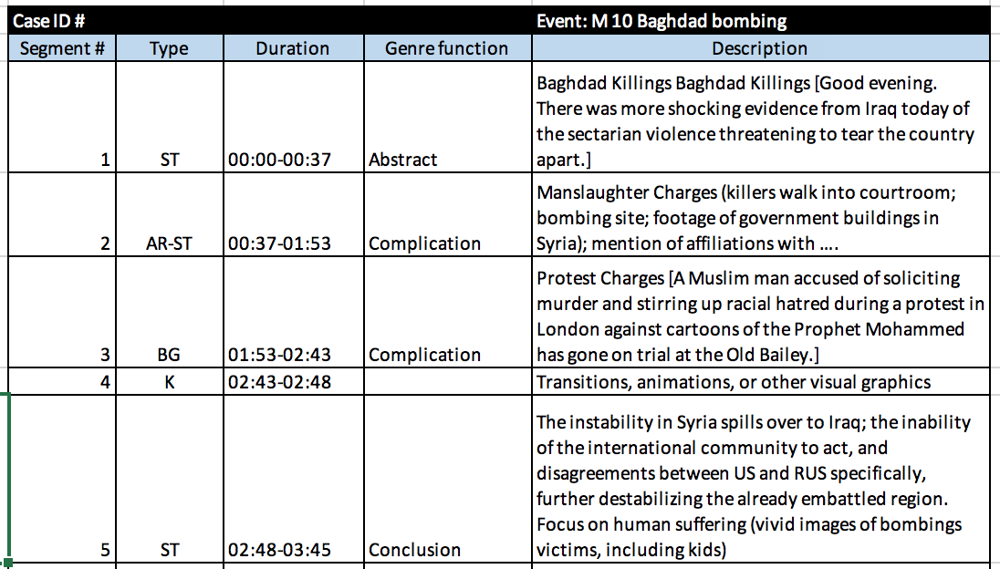 Case ID # Event: M 10 Baghdad bombing
Segment # Type Duration Genre function Description
Baghdad Killings Baghdad Killings [Good evening.
There was more shocking evidence from Iraq today of
the sectarian violence threatening to tear the country
1 ST 00:00-00:37 Abstract apart.]
Manslaughter Charges (killers walk into courtroom;
bombing site; footage of government buildings in
2 AR-ST 00:37-01:53 Complication Syria); mention of affiliations with ....
Protest Charges [A Muslim man accused of soliciting
murder and stirring up racial hatred during a protest in
London against cartoons of the Prophet Mohammed
3 BG 01:53-02:43 Complication has gone on trial at the Old Bailey.]
4 K 02:43-02:48 Transitions, animations, or other visual graphics
The instability in Syria spills over to Iraq; the inability
of the international community to act, and
disagreements between US and RUS specifically,
further destabilizing the already embattled region.
Focus on human suffering (vivid images of bombings
5 ST 02:48-03:45 Conclusion victims, including kids)